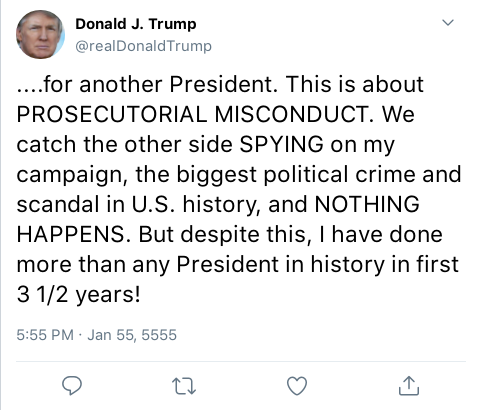 Donald J. Trump
@realDonaldTrump
....for another President. This is about
PROSECUTORIAL MISCONDUCT. We
catch the other side SPYING on my
campaign, the biggest political crime and
scandal in U.S. history, and NOTHING
HAPPENS. But despite this, I have done
more than any President in history in first
3 1/2 years!
5:55 PM · Jan 55, 5555